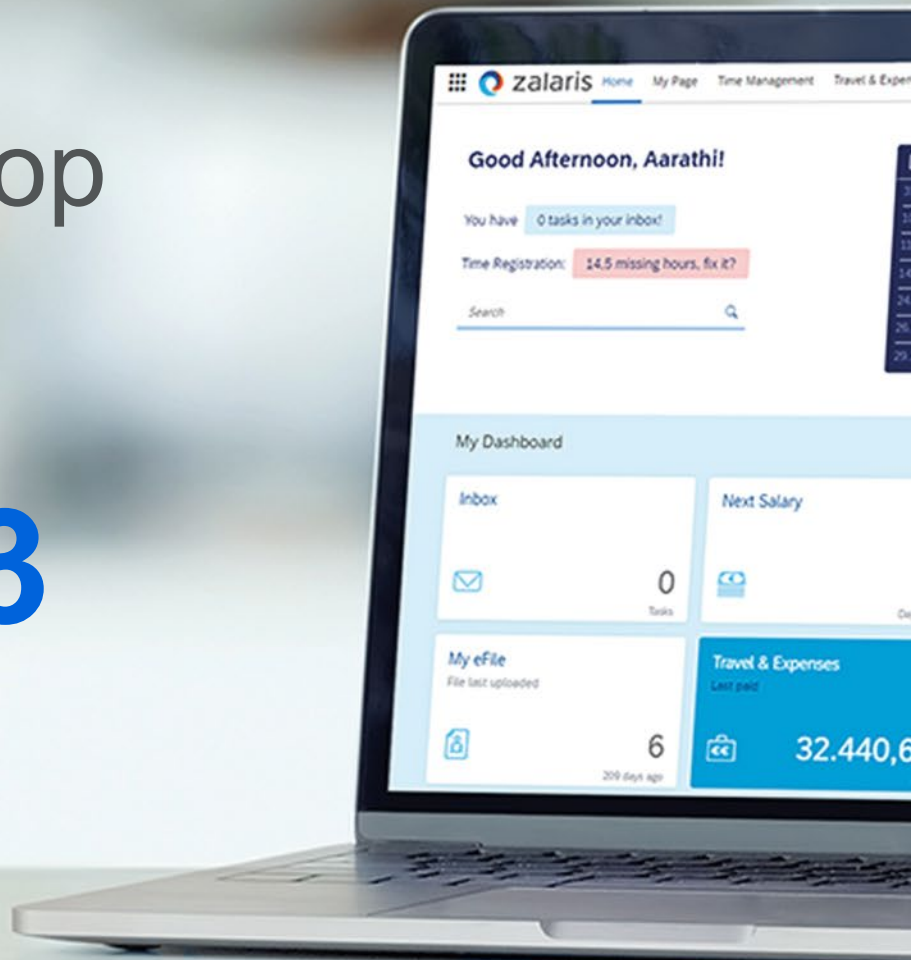 op
3
zalaris Home My Page Time Management Travel & Expen
Good Afternoon, Aarathi!
You have 0 tasks in your inbox!
Time Registration: 14,5 missing hours, fix it?
Search
My Dashboard
Inbox
Next Salary
0
Tasks
My eFile
File last uploaded
Travel & Expenses
Last paid
6
209 days ago
32.440,6